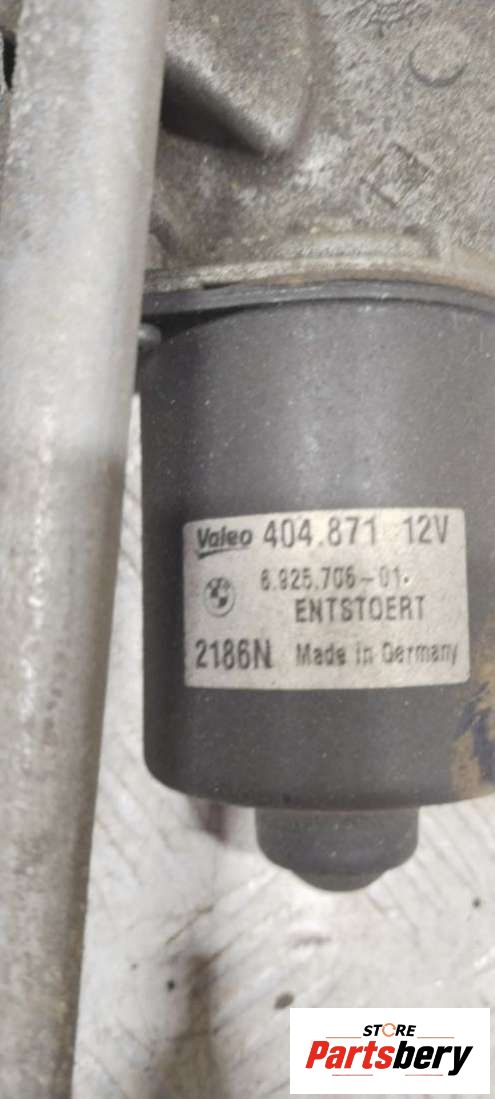 Valeo 404.871 12V
6.925.706-01.
ENTSTOERT
2186N Made in Germany
STORE
Partsbery